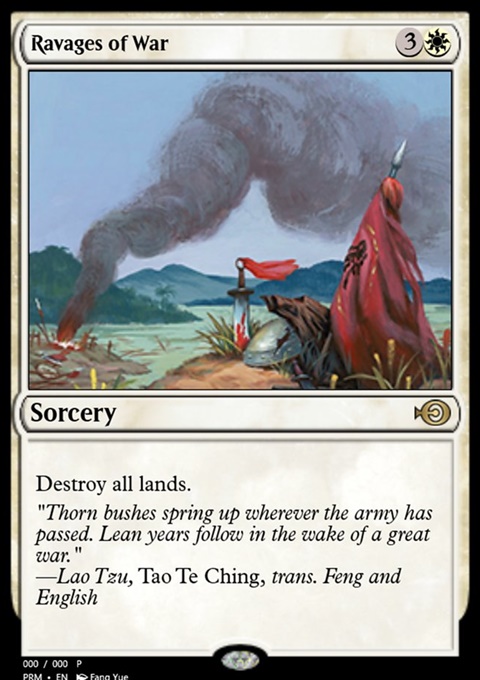 Ravages of War 3
Sorcery
Destroy all lands.
"Thorn bushes spring up wherever the army has
passed. Lean years follow in the wake of a great
war."
—Lao Tzu, Tao Te Ching, trans. Feng and
English
000 / 000 P
PRM • EN Fang Yue